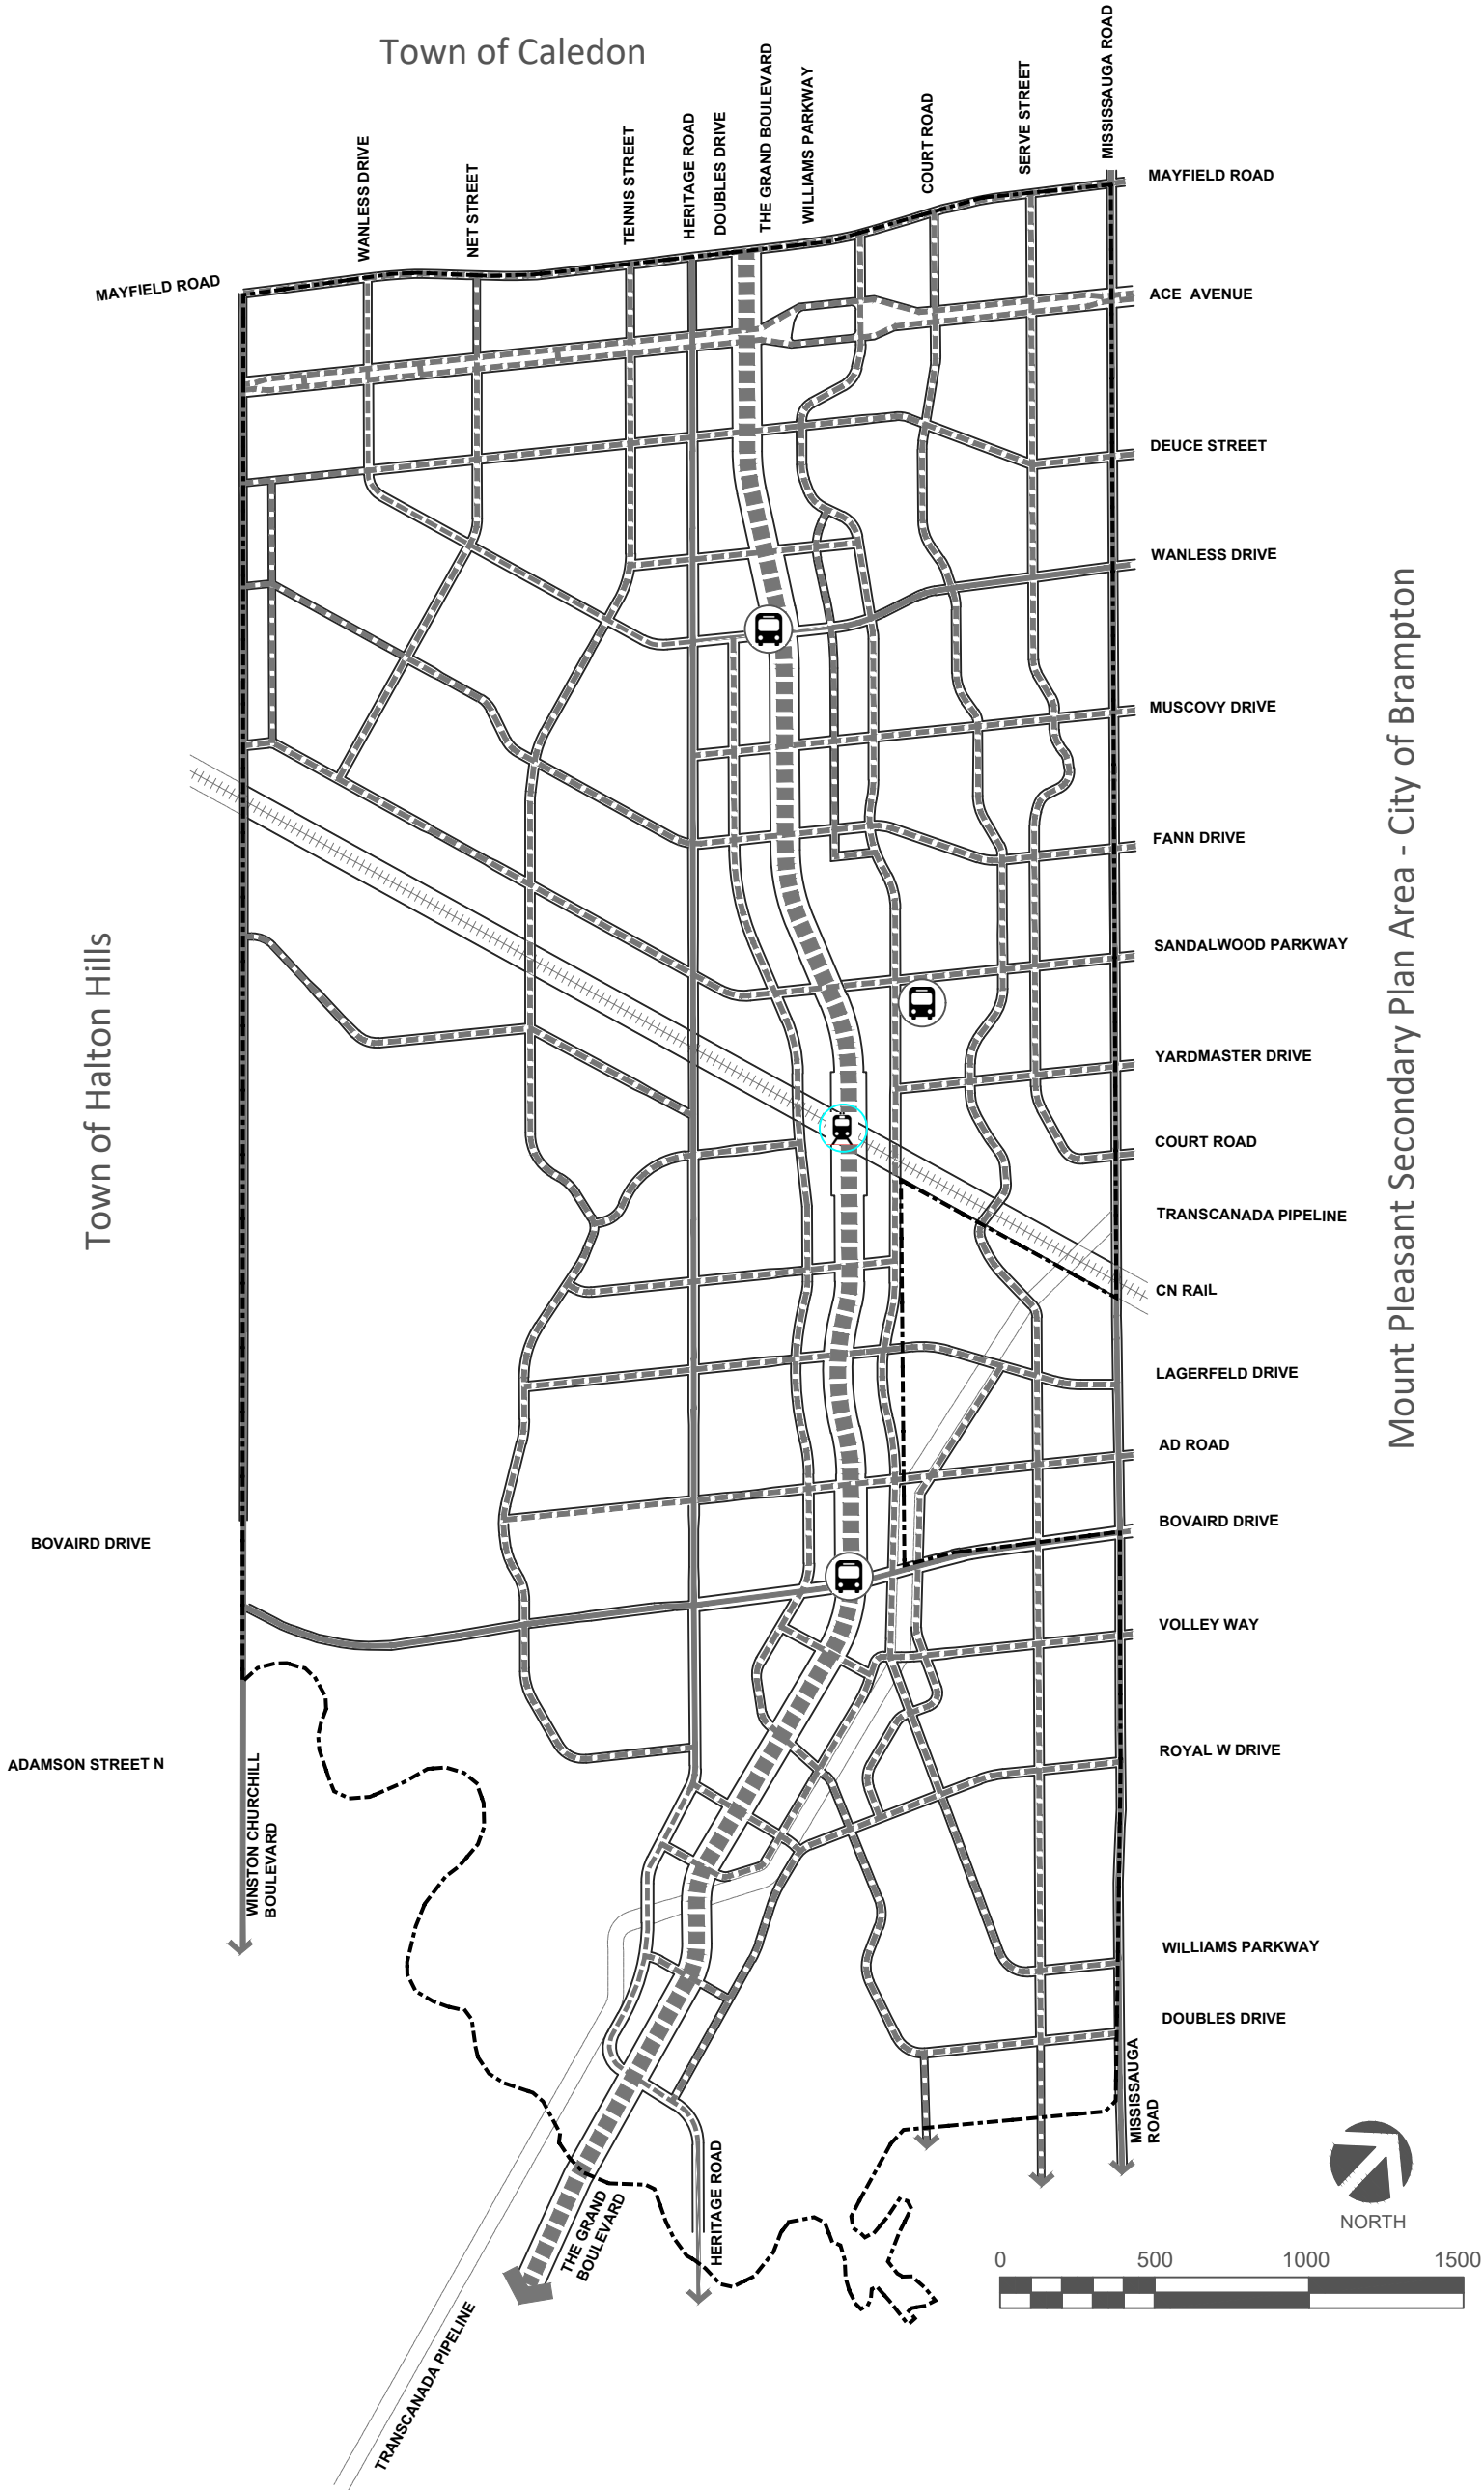 Town of Caledon
WANLESS DRIVE
NET STREET
TENNIS STREET
HERITAGE ROAD
DOUBLES DRIVE
THE GRAND BOULEVARD
WILLIAMS PARKWAY
COURT ROAD
SERVE STREET
MISSISSAUGA ROAD
MAYFIELD ROAD
MAYFIELD ROAD
ACE AVENUE
DEUCE STREET
WANLESS DRIVE
MUSCOVY DRIVE
FANN DRIVE
SANDALWOOD PARKWAY
YARDMASTER DRIVE
COURT ROAD
TRANSCANADA PIPELINE
CN RAIL
LAGERFELD DRIVE
AD ROAD
BOVAIRD DRIVE
VOLLEY WAY
ROYAL W DRIVE
WILLIAMS PARKWAY
DOUBLES DRIVE
Town of Halton Hills
Mount Pleasant Secondary Plan Area - City of Brampton
BOVAIRD DRIVE
ADAMSON STREET N
WINSTON CHURCHILL
BOULEVARD
MISSISSAUGA
ROAD
HERITAGE ROAD
THE GRAND
BOULEVARD
TRANSCANADA PIPELINE
NORTH
0 500 1000 1500